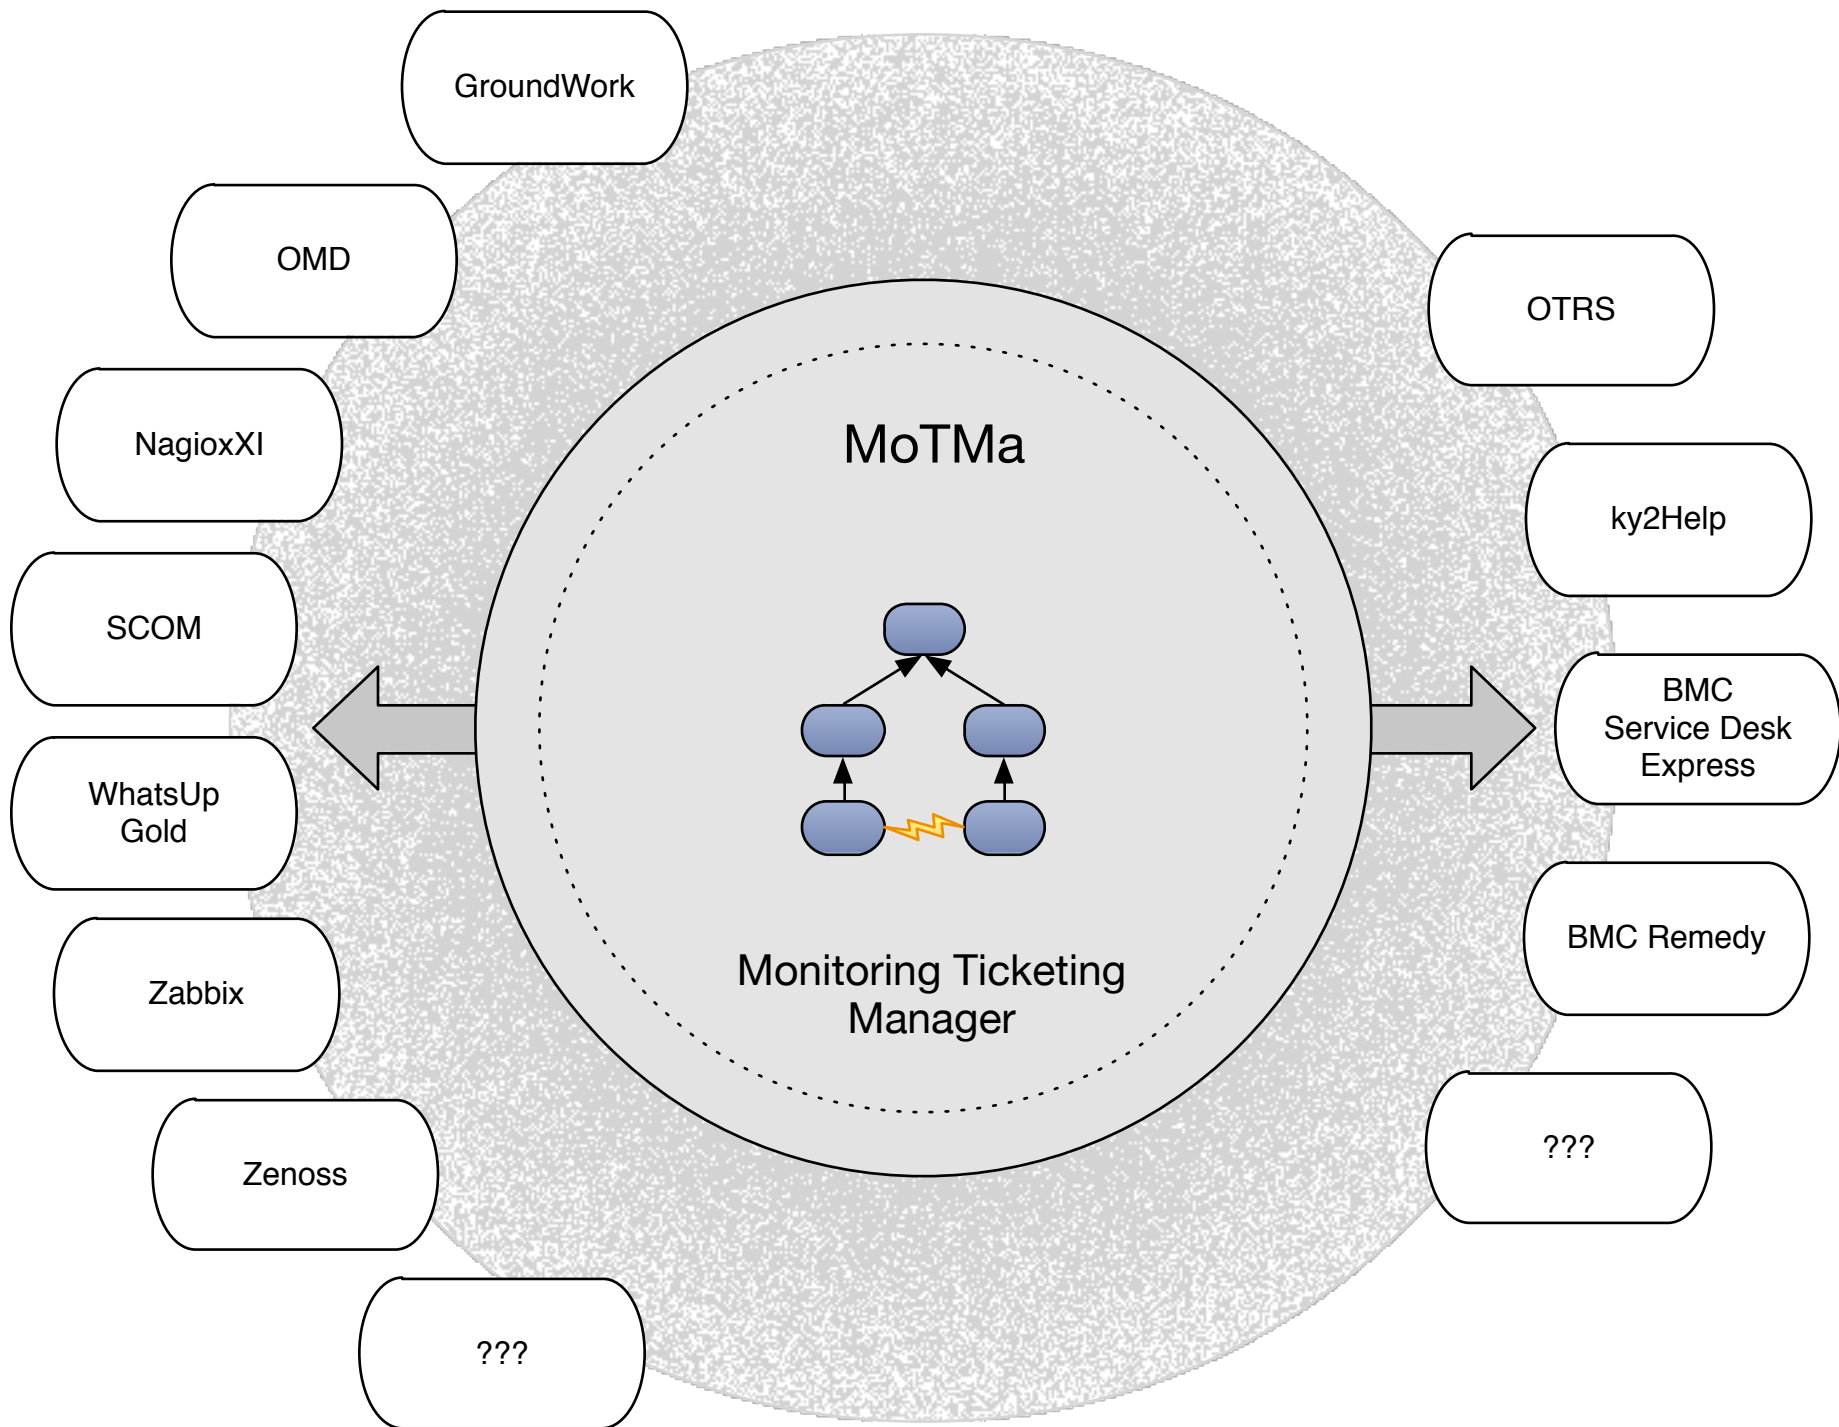 GroundWork
OMD
NagioxXI
SCOM
WhatsUp
Gold
Zabbix
Zenoss
???
MoTMa
Monitoring Ticketing
Manager
OTRS
ky2Help
BMC
Service Desk
Express
BMC Remedy
???